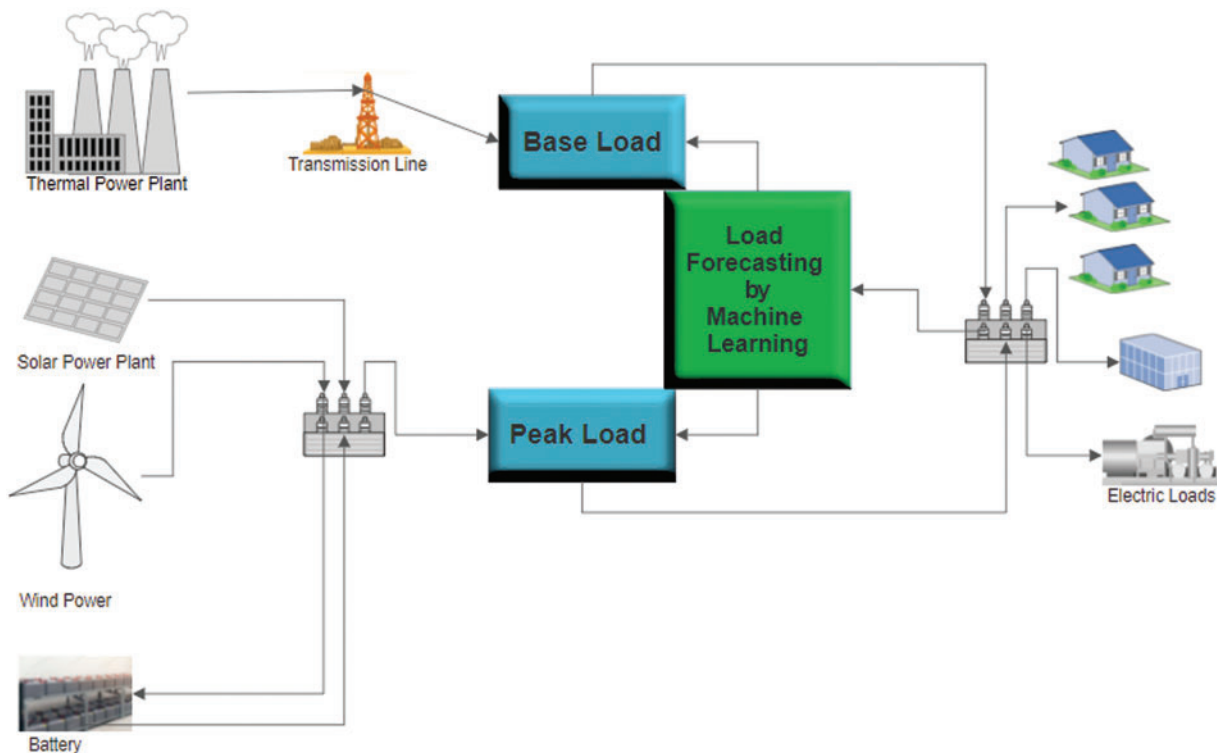 Thermal Power Plant
Transmission Line
Base Load
Load
Forecasting
by
Machine
Learning
Solar Power Plant
Peak Load
Electric Loads
Wind Power
Battery